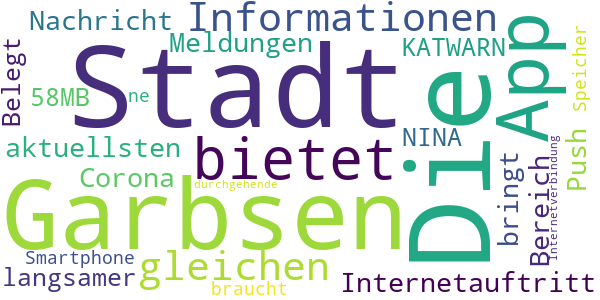 Nachricht
Informationen
Stadt
Meldungen
KATWARN
Die
App
Belegt
58MB
ne
NINA
Speicher
Push
aktuellsten
bietet
bringt
Bereich
Internetverbindung
Corona
durchgehende
Garbsen
Smartphone
gleichen
langsamer
braucht
Internetauftritt